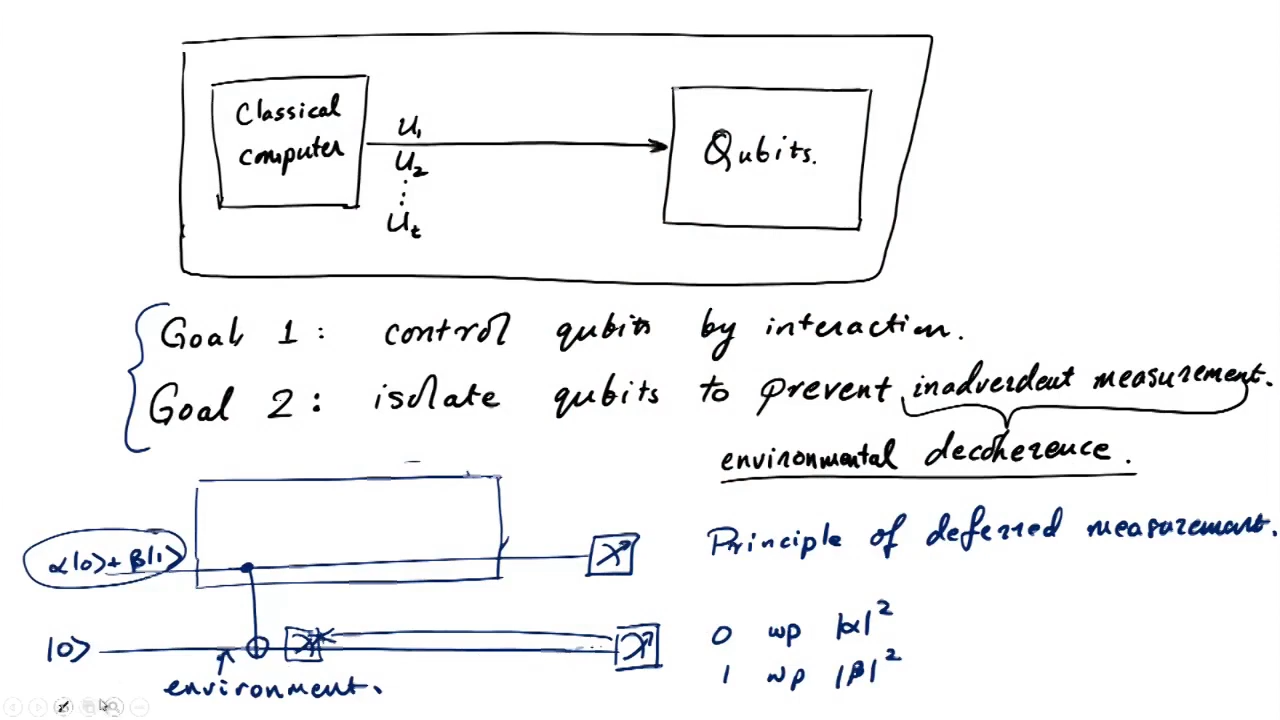 Classical
computer
U₁
U₂
⋮
Uₜ
Qubits.
Goal 1: control qubits by interaction.
Goal 2: isolate qubits to prevent inadverdent measurement.
environmental decoherence.
α|0⟩+β|1⟩
|0⟩
environment.
Principle of deferred measurement.
0 wp |α|²
1 wp |β|²